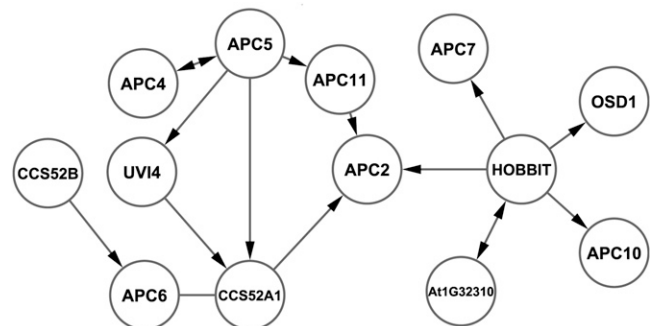 APC5
APC7
APC4
APC11
OSD1
CCS52B
UVI4
APC2
HOBBIT
APC10
APC6
CCS52A1
At1G32310